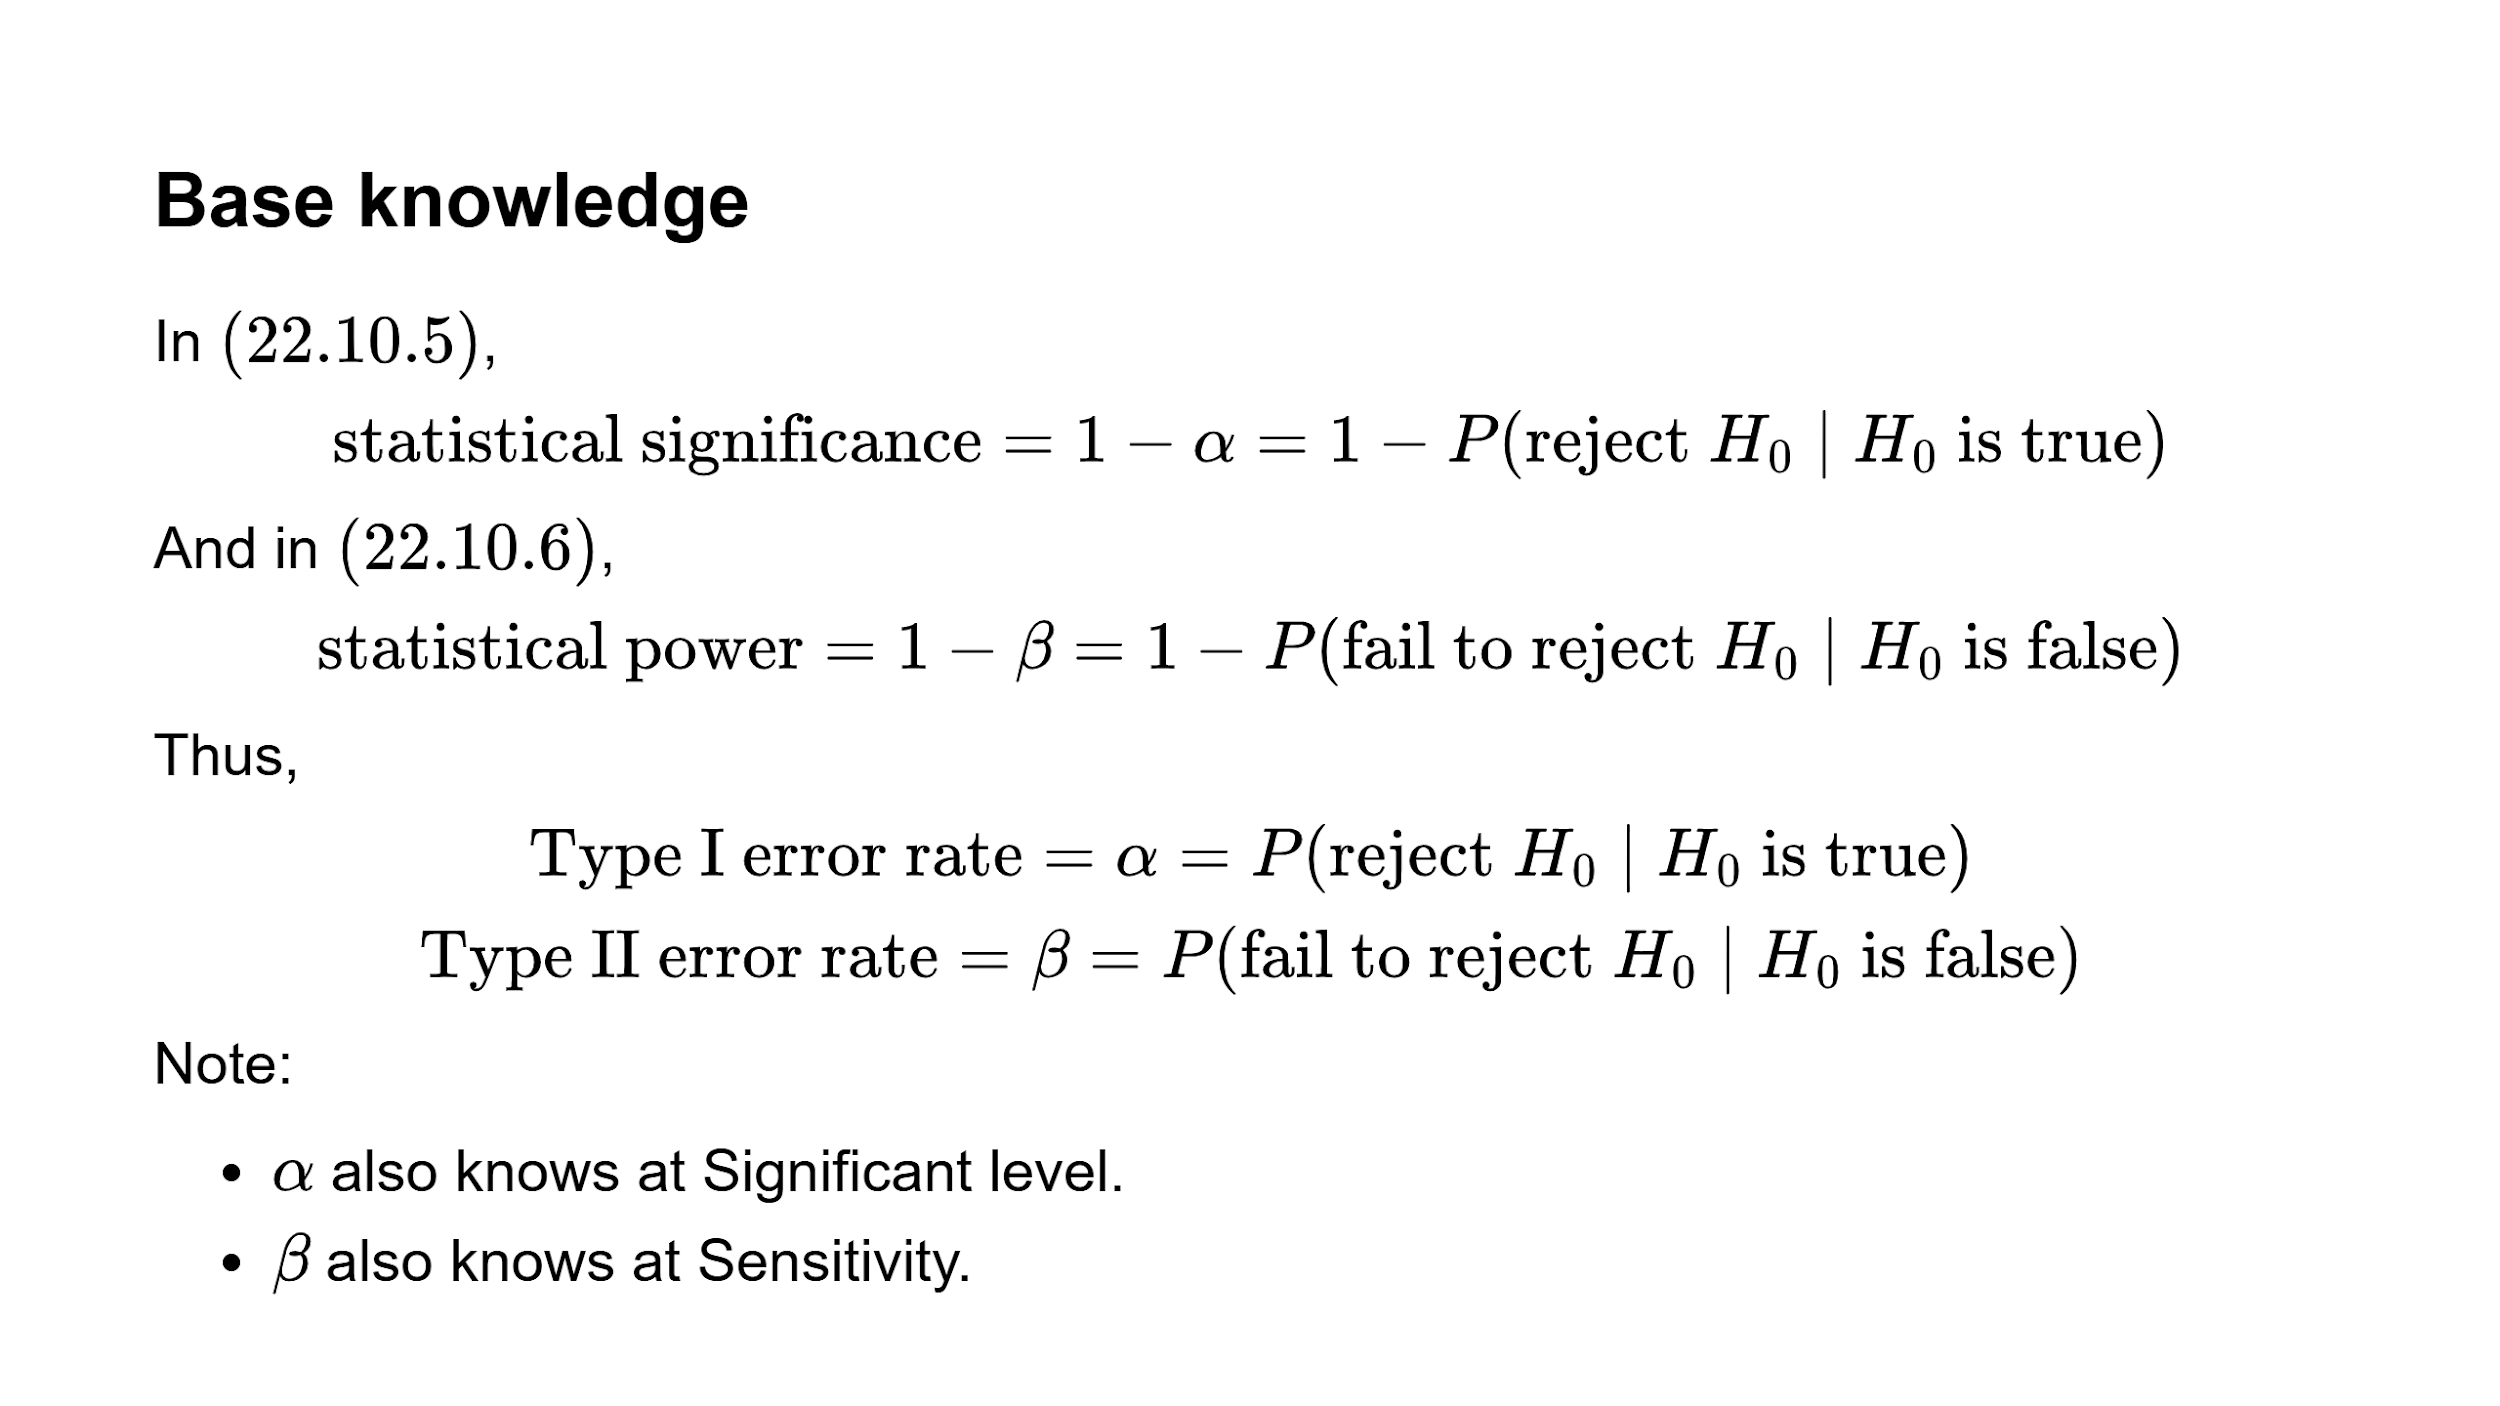 Base knowledge
In (22.10.5),
statistical significance = 1 − α = 1 − P(reject H₀ | H₀ is true)
And in (22.10.6),
statistical power = 1 − β = 1 − P(fail to reject H₀ | H₀ is false)
Thus,
Type I error rate = α = P(reject H₀ | H₀ is true)
Type II error rate = β = P(fail to reject H₀ | H₀ is false)
Note:
• α also knows at Significant level.
• β also knows at Sensitivity.